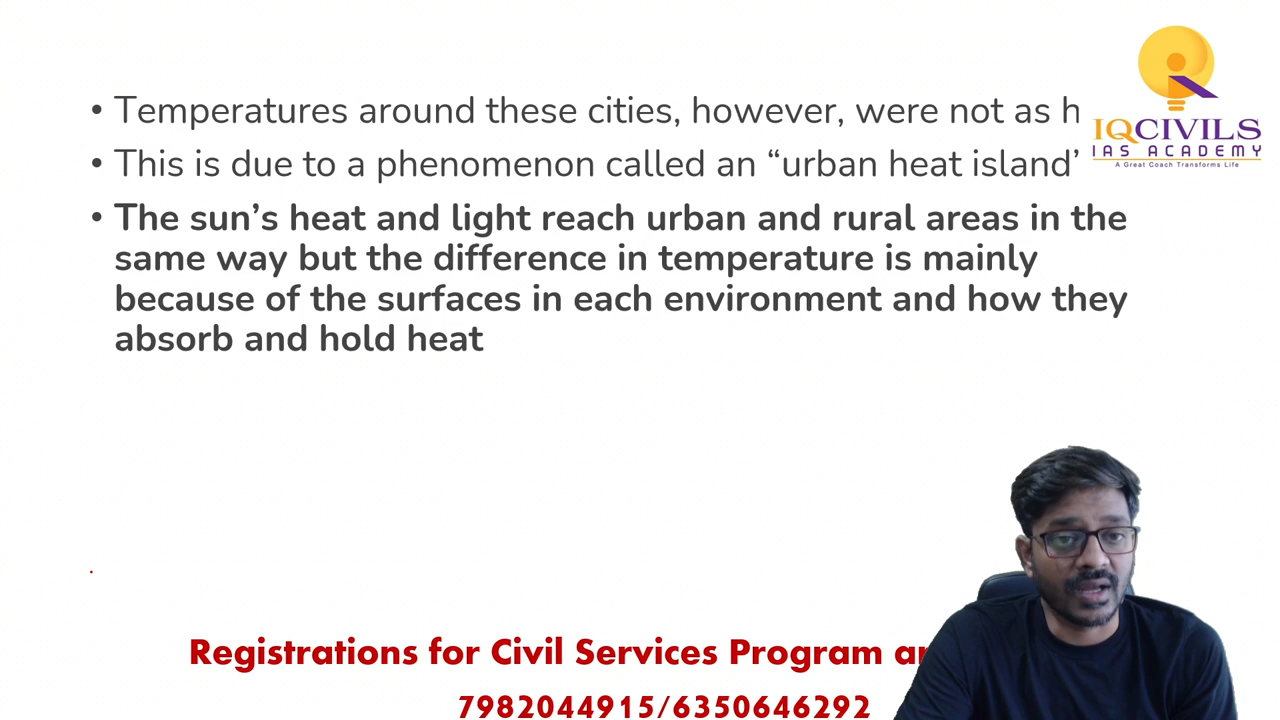 • Temperatures around these cities, however, were not as h
IQCIVILS
IAS ACADEMY
A Great Coach Transforms Life
• This is due to a phenomenon called an “urban heat island’
• The sun’s heat and light reach urban and rural areas in the
same way but the difference in temperature is mainly
because of the surfaces in each environment and how they
absorb and hold heat
Registrations for Civil Services Program
7982044915/6350646292